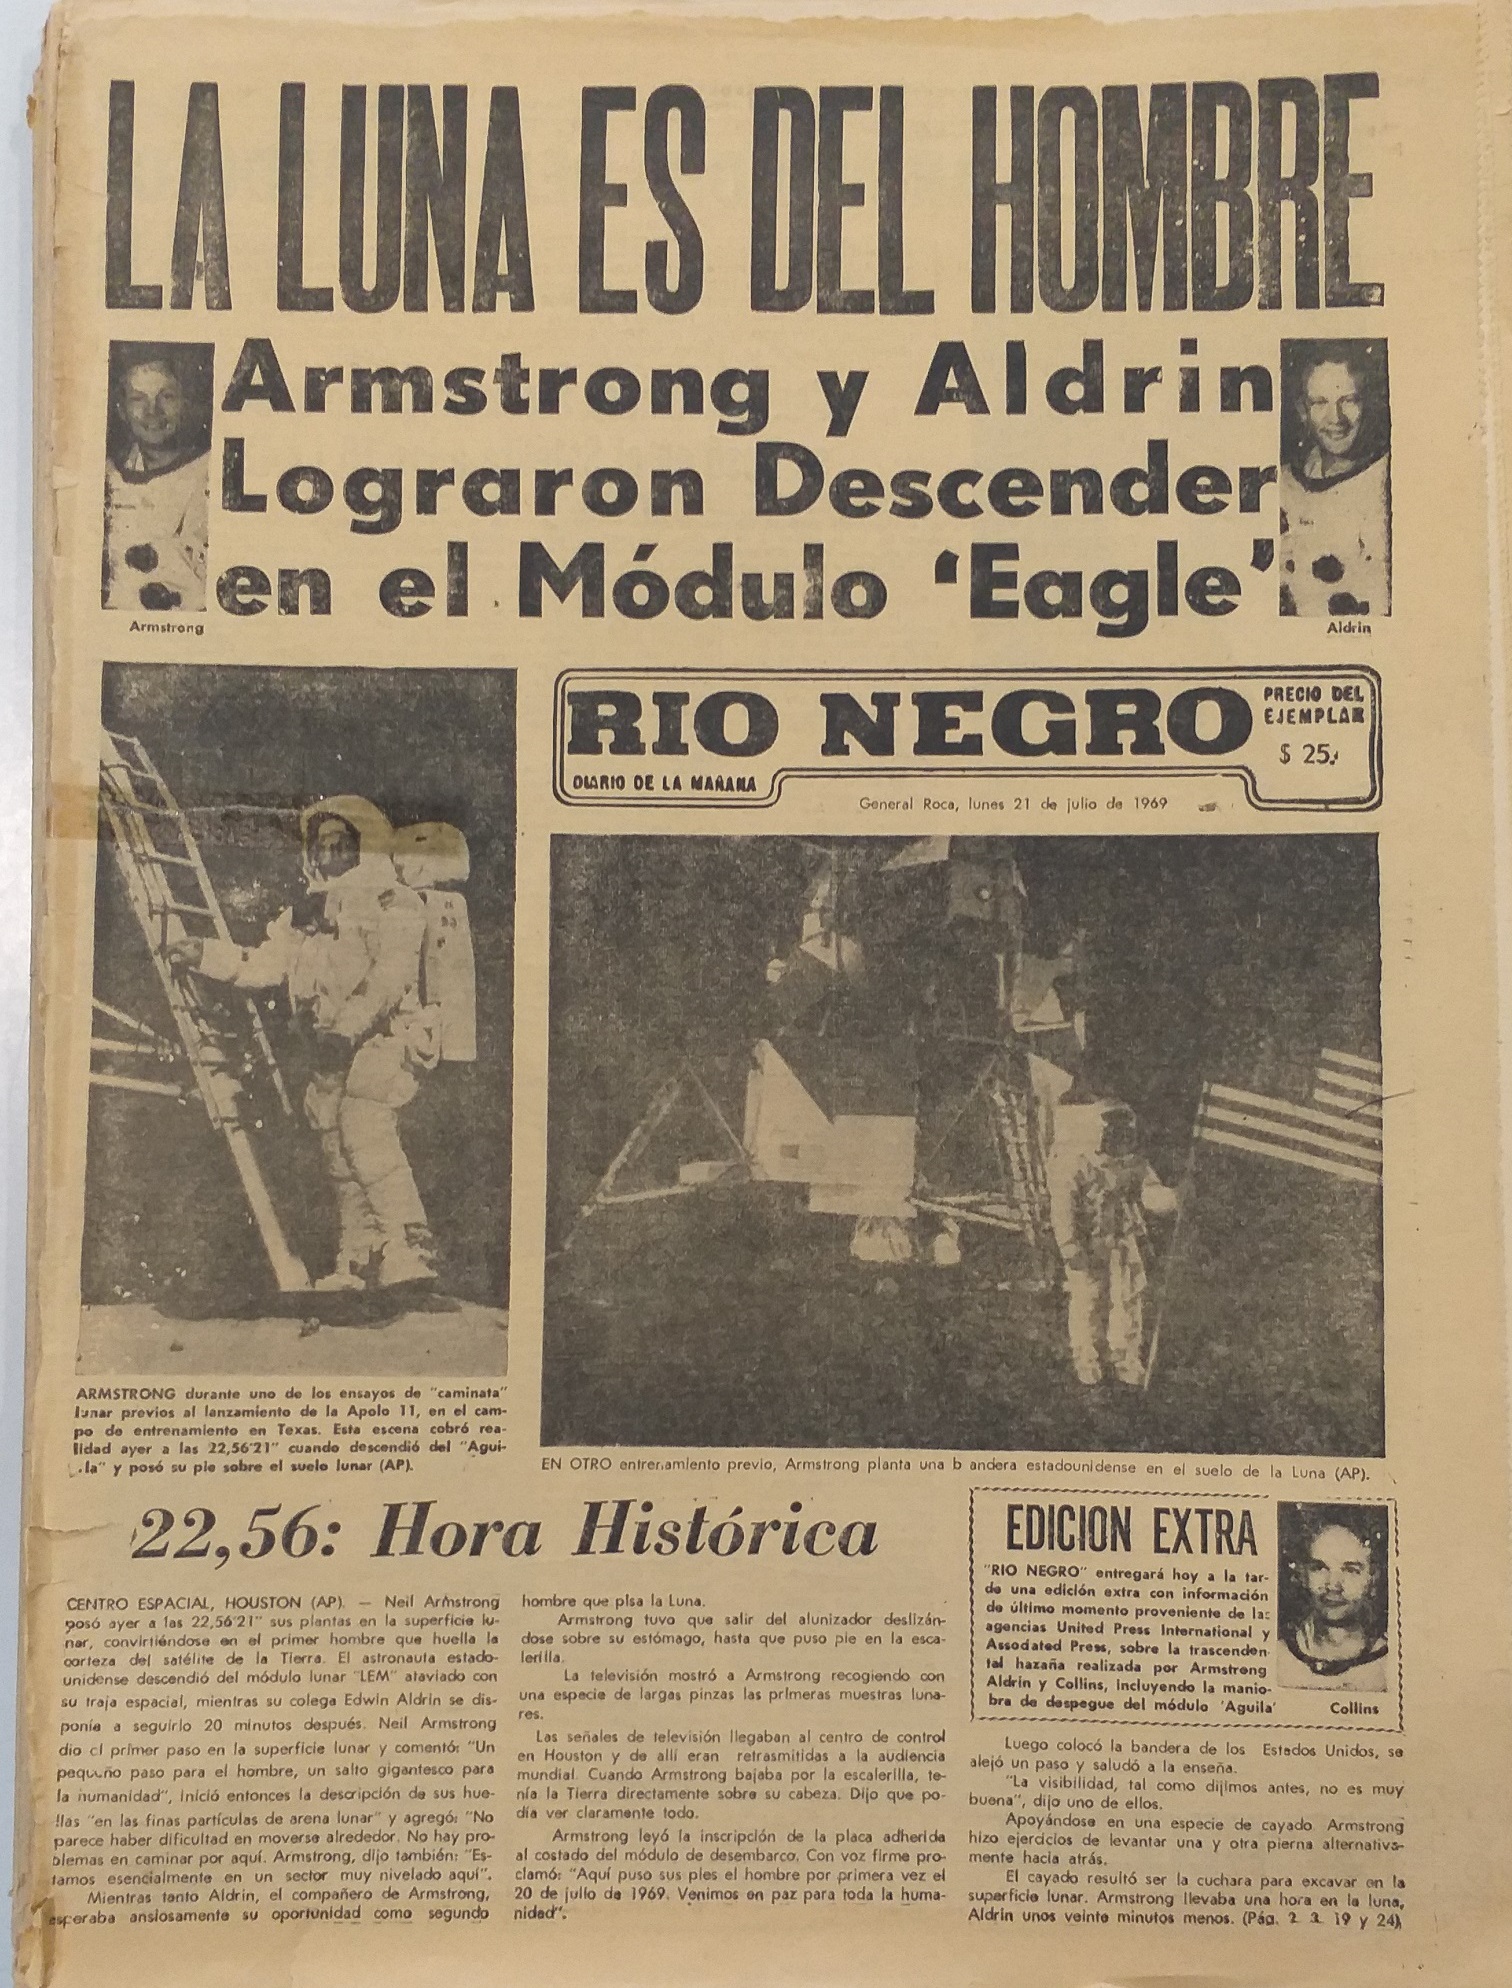 LA LUNA ES DEL HOMBRE
Armstrong y Aldrin
Lograron Descender
en el Módulo ‘Eagle’
Armstrong
Aldrin
RIO NEGRO
PRECIO DEL
EJEMPLAR
$ 25.
DIARIO DE LA MAÑANA
General Roca, lunes 21 de julio de 1969
ARMSTRONG durante uno de los ensayos de "caminata"
lunar previos al lanzamiento de la Apolo 11, en el cam-
po de entrenamiento en Texas. Esta escena cobró rea-
lidad ayer a las 22,56'21" cuando descendió del "Agui-
la" y posó su pie sobre el suelo lunar (AP).
EN OTRO entrenamiento previo, Armstrong planta una b andera estadounidense en el suelo de la Luna (AP).
22,56: Hora Histórica
CENTRO ESPACIAL, HOUSTON (AP). — Neil Armstrong
posó ayer a las 22,56'21" sus plantas en la superficie lu-
nar, convirtiéndose en el primer hombre que huella la
corteza del satélite de la Tierra. El astronauta estado-
unidense descendió del módulo lunar "LEM" ataviado con
su traja espacial, mientras su colega Edwin Aldrin se dis-
ponía a seguirlo 20 minutos después. Neil Armstrong
dio el primer paso en la superficie lunar y comentó: "Un
pequeño paso para el hombre, un salto gigantesco para
la humanidad", inició entonces la descripción de sus hue-
llas "en las finas partículas de arena lunar" y agregó: "No
parece haber dificultad en moverse alrededor. No hay pro-
blemas en caminar por aquí. Armstrong, dijo también: "Es-
tamos esencialmente en un sector muy nivelado aquí".
Mientras tanto Aldrin, el compañero de Armstrong,
esperaba ansiosamente su oportunidad como segundo
hombre que pisa la Luna.
Armstrong tuvo que salir del alunizador deslizán-
dose sobre su estómago, hasta que puso pie en la esca-
lerilla.
La televisión mostró a Armstrong recogiendo con
una especie de largas pinzas las primeras muestras luna-
res.
Las señales de televisión llegaban al centro de control
en Houston y de allí eran retrasmitidas a la audiencia
mundial. Cuando Armstrong bajaba por la escalerilla, te-
nía la Tierra directamente sobre su cabeza. Dijo que po-
día ver claramente todo.
Armstrong leyó la inscripción de la placa adherida
al costado del módulo de desembarco. Con voz firme pro-
clamó: "Aquí puso sus pies el hombre por primera vez el
20 de julio de 1969. Venimos en paz para toda la huma-
nidad".
EDICION EXTRA
"RIO NEGRO" entregará hoy a la tar-
de una edición extra con información
de último momento proveniente de las
agencias United Press International y
Associated Press, sobre la trascenden
tal hazaña realizada por Armstrong
Aldrin y Collins, incluyendo la manio-
bra de despegue del módulo 'Aguila'
Collins
Luego colocó la bandera de los Estados Unidos, se
alejó un paso y saludó a la enseña.
"La visibilidad, tal como dijimos antes, no es muy
buena", dijo uno de ellos.
Apoyándose en una especie de cayado, Armstrong
hizo ejercicios de levantar una y otra pierna alternativa-
mente hacia atrás.
El cayado resultó ser la cuchara para excavar en la
superficie lunar. Armstrong llevaba una hora en la luna,
Aldrin unos veinte minutos menos. (Pág. 2 3 19 y 24)